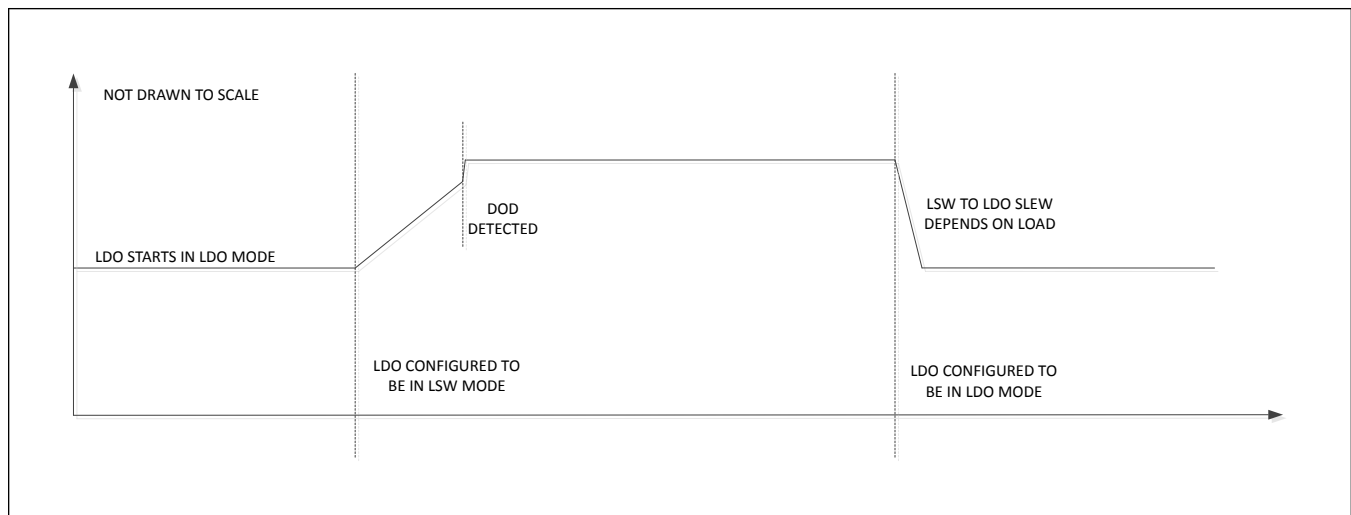 NOT DRAWN TO SCALE
DOD
DETECTED
LSW TO LDO SLEW
DEPENDS ON LOAD
LDO STARTS IN LDO MODE
LDO CONFIGURED TO
BE IN LSW MODE
LDO CONFIGURED TO
BE IN LDO MODE